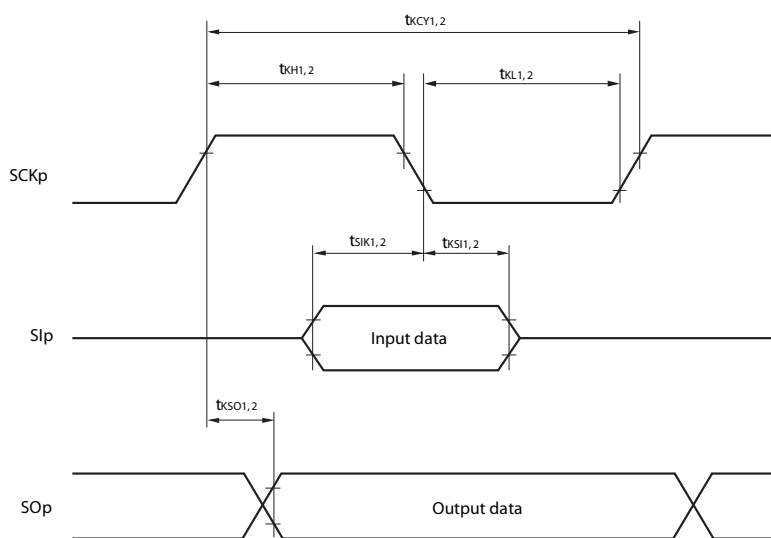 tKCY1, 2
tKH1, 2
tKL1, 2
SCKp
tSIK1, 2
tKSI1, 2
SIp
Input data
tKSO1, 2
SOp
Output data